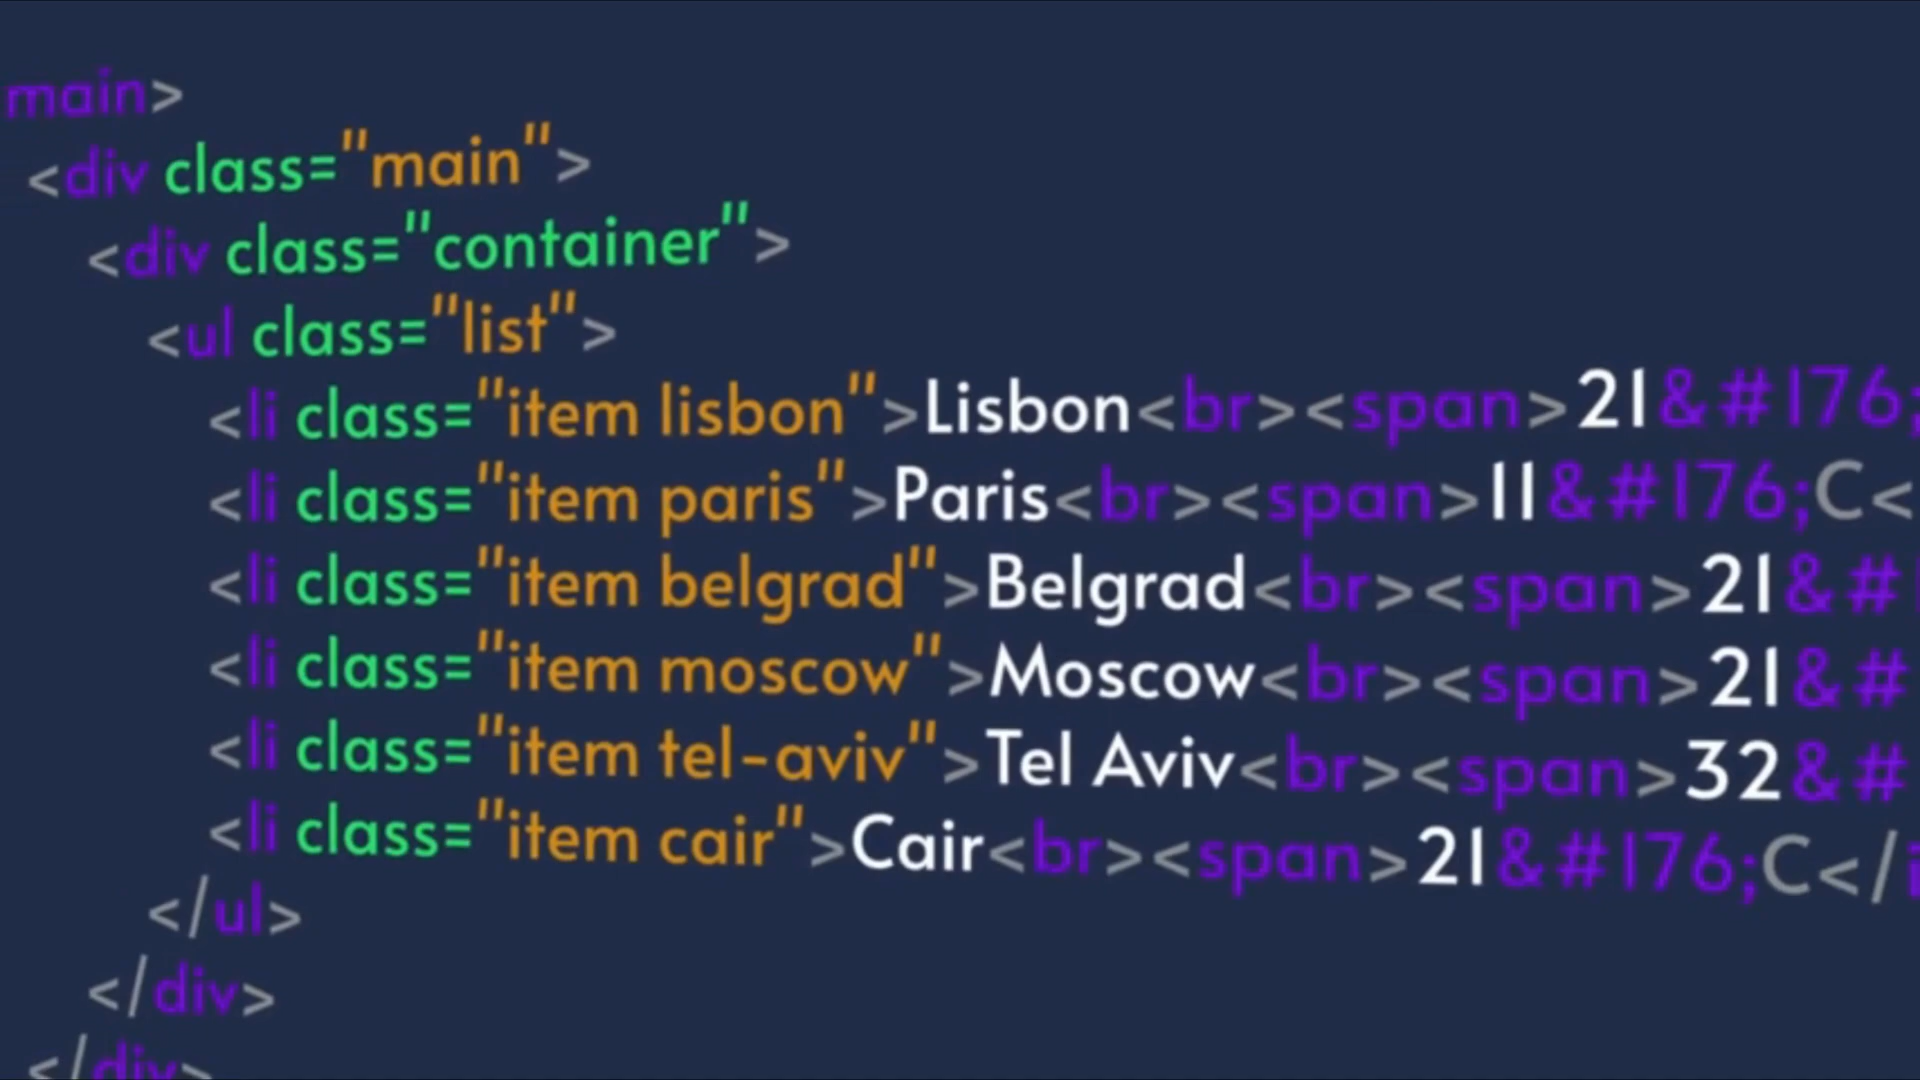 main>
<div class="main">
<div class="container">
<ul class="list">
<li class="item lisbon">Lisbon<br><span>21&#176;
<li class="item paris">Paris<br><span>11&#176;C<
<li class="item belgrad">Belgrad<br><span>21&#
<li class="item moscow">Moscow<br><span>21&#
<li class="item tel-aviv">Tel Aviv<br><span>32&#
<li class="item cair">Cair<br><span>21&#176;C</i
</ul>
</div>
</div>